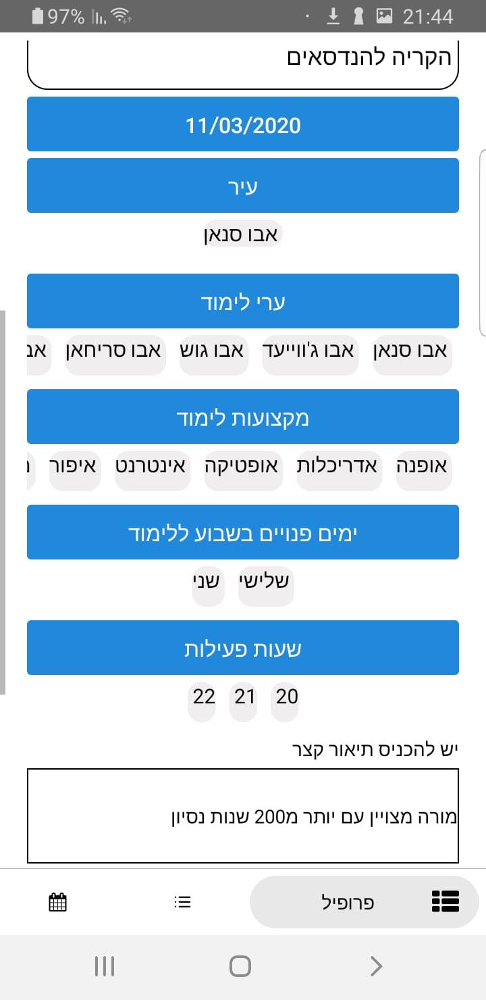 97% 21:44
הקריה להנדסאים
11/03/2020
עיר
אבו סנאן
ערי לימוד
אבו סנאן אבו ג'ווייעד אבו גוש אבו סריחאן אב
מקצועות לימוד
אופנה אדריכלות אופטיקה אינטרנט איפור
ימים פנויים בשבוע ללימוד
שלישי שני
שעות פעילות
20 21 22
יש להכניס תיאור קצר
מורה מצויין עם יותר מ200 שנות נסיון
פרופיל